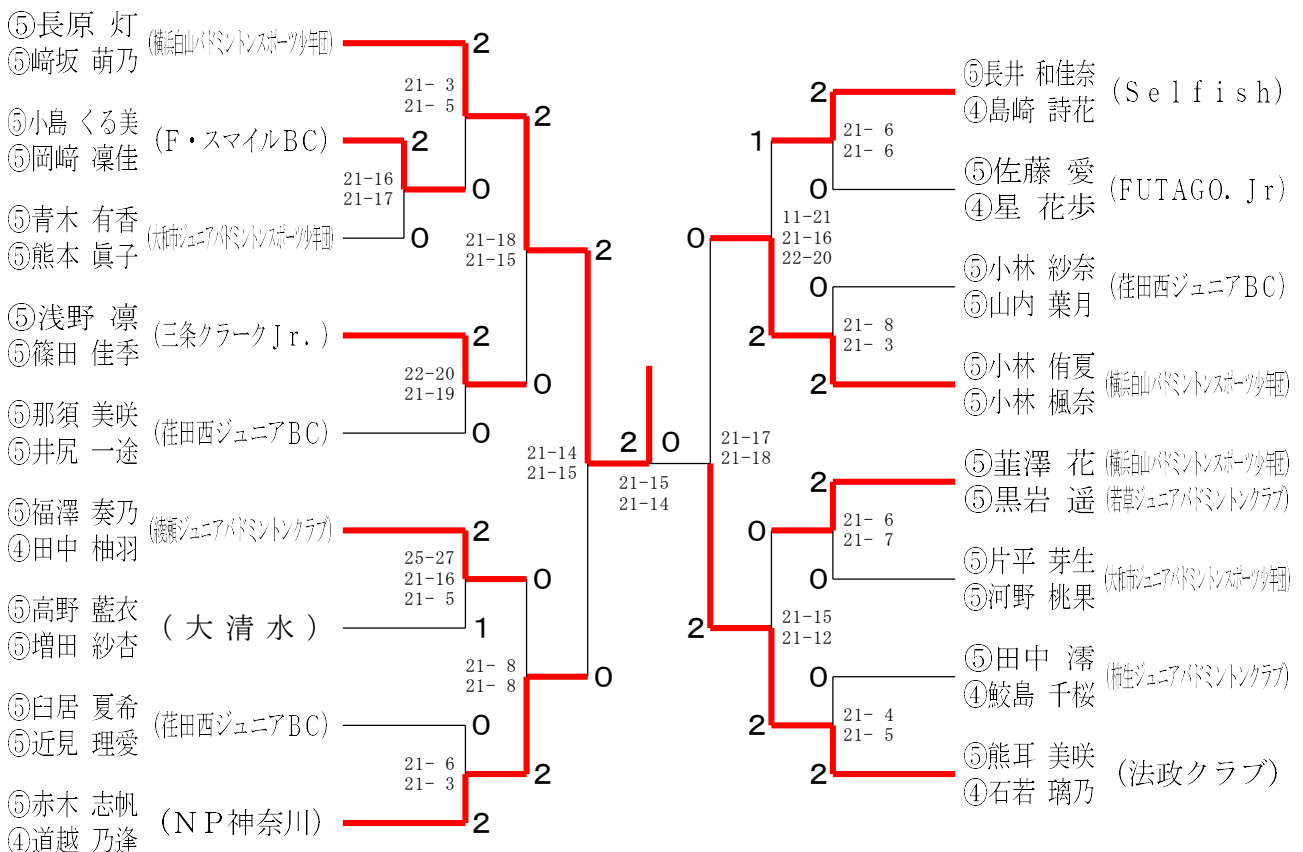 ⑤長原 灯
⑤﨑坂 萌乃
(横浜白山バドミントンスポーツ少年団)
2
21- 3
21- 5
2
⑤小島 くる美
⑤岡﨑 凜佳
(F・スマイルBC)
2
21-16
21-17
0
⑤青木 有香
⑤熊本 眞子
(大和市ジュニアバドミントンスポーツ少年団)
0
21-18
21-15
2
⑤浅野 凛
⑤篠田 佳季
(三条クラークJr.)
2
22-20
21-19
0
⑤那須 美咲
⑤井尻 一途
(荏田西ジュニアBC)
0
21-14
21-15
2 0
21-15
21-14
⑤福澤 奏乃
④田中 柚羽
(綾瀬ジュニアバドミントンクラブ)
2
25-27
21-16
21- 5
0
⑤高野 藍衣
⑤増田 紗杏
(大清水)
1
21- 8
21- 8
0
⑤臼居 夏希
⑤近見 理愛
(荏田西ジュニアBC)
0
21- 6
21- 3
2
⑤赤木 志帆
④道越 乃逢
(NP神奈川)
2
2
⑤長井 和佳奈
④島崎 詩花
(Selfish)
1
21- 6
21- 6
0
⑤佐藤 愛
④星 花歩
(FUTAGO.Jr)
0
11-21
21-16
22-20
0
⑤小林 紗奈
⑤山内 葉月
(荏田西ジュニアBC)
2
21- 8
21- 3
2
⑤小林 侑夏
⑤小林 楓奈
(横浜白山バドミントンスポーツ少年団)
21-17
21-18
2
⑤韮澤 花
(横浜白山バドミントンスポーツ少年団)
⑤黒岩 遥
(若草ジュニアバドミントンクラブ)
0
21- 6
21- 7
0
⑤片平 芽生
⑤河野 桃果
(大和市ジュニアバドミントンスポーツ少年団)
2
21-15
21-12
0
⑤田中 澪
④鮫島 千桜
(柿生ジュニアバドミントンクラブ)
2
21- 4
21- 5
2
⑤熊耳 美咲
④石若 璃乃
(法政クラブ)